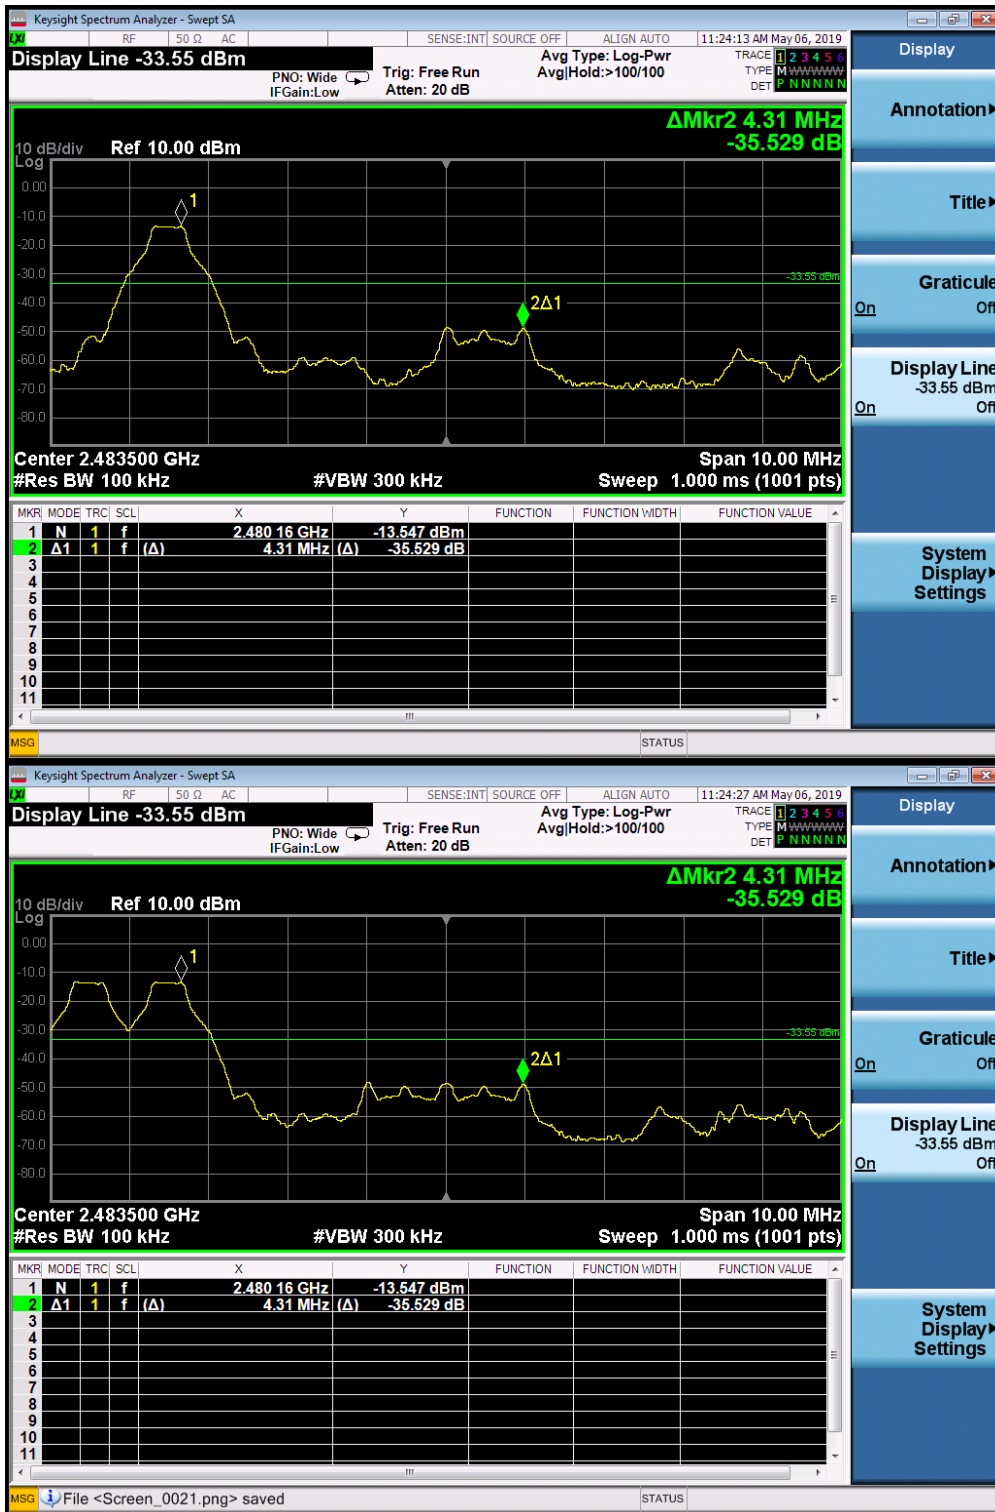 Keysight Spectrum Analyzer - Swept SA
LXI RF 50 Ω AC SENSE:INT SOURCE OFF ALIGN AUTO 11:24:13 AM May 06, 2019
Display Line -33.55 dBm
PNO: Wide
IFGain:Low
Trig: Free Run
Atten: 20 dB
Avg Type: Log-Pwr
Avg|Hold:>100/100
TRACE 1 2 3 4 5 6
TYPE M W W W W W
DET P N N N N N
ΔMkr2 4.31 MHz
-35.529 dB
10 dB/div Ref 10.00 dBm
Log
0.00
1
-10.0
-20.0
-30.0
-33.55 dBm
-40.0
2Δ1
-50.0
-60.0
-70.0
-80.0
Center 2.483500 GHz Span 10.00 MHz
#Res BW 100 kHz #VBW 300 kHz Sweep 1.000 ms (1001 pts)
MKR MODE TRC SCL X Y FUNCTION FUNCTION WIDTH FUNCTION VALUE
1 N 1 f 2.480 16 GHz -13.547 dBm
2 Δ1 1 f (Δ) 4.31 MHz (Δ) -35.529 dB
3
4
5
6
7
8
9
10
11
MSG STATUS
Display
Annotation
Title
Graticule
On Off
Display Line
-33.55 dBm
On Off
System
Display
Settings
Keysight Spectrum Analyzer - Swept SA
LXI RF 50 Ω AC SENSE:INT SOURCE OFF ALIGN AUTO 11:24:27 AM May 06, 2019
Display Line -33.55 dBm
PNO: Wide
IFGain:Low
Trig: Free Run
Atten: 20 dB
Avg Type: Log-Pwr
Avg|Hold:>100/100
TRACE 1 2 3 4 5 6
TYPE M W W W W W
DET P N N N N N
ΔMkr2 4.31 MHz
-35.529 dB
10 dB/div Ref 10.00 dBm
Log
0.00
1
-10.0
-20.0
-30.0
-33.55 dBm
-40.0
2Δ1
-50.0
-60.0
-70.0
-80.0
Center 2.483500 GHz Span 10.00 MHz
#Res BW 100 kHz #VBW 300 kHz Sweep 1.000 ms (1001 pts)
MKR MODE TRC SCL X Y FUNCTION FUNCTION WIDTH FUNCTION VALUE
1 N 1 f 2.480 16 GHz -13.547 dBm
2 Δ1 1 f (Δ) 4.31 MHz (Δ) -35.529 dB
3
4
5
6
7
8
9
10
11
MSG File <Screen_0021.png> saved STATUS
Display
Annotation
Title
Graticule
On Off
Display Line
-33.55 dBm
On Off
System
Display
Settings